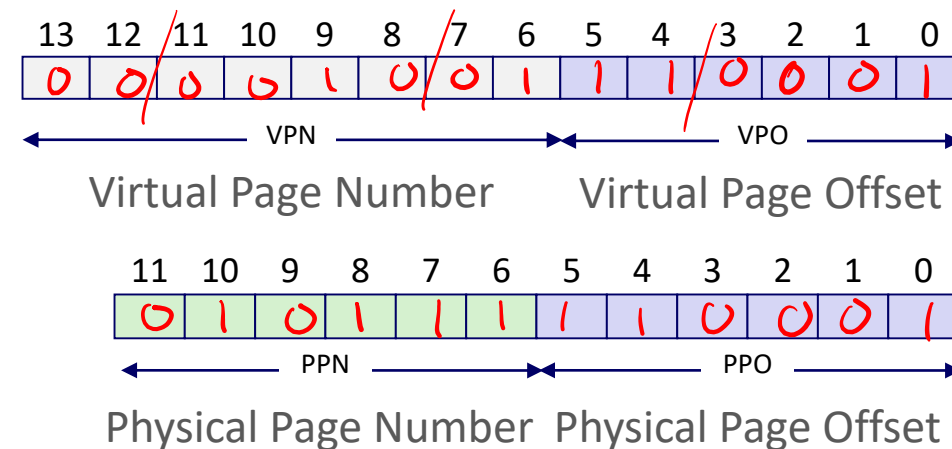 13 12 11 10 9 8 7 6 5 4 3 2 1 0
0 0 0 0 1 0 0 1 1 1 0 0 0 1
VPN VPO
Virtual Page Number Virtual Page Offset
11 10 9 8 7 6 5 4 3 2 1 0
0 1 0 1 1 1 1 1 0 0 0 1
PPN PPO
Physical Page Number Physical Page Offset